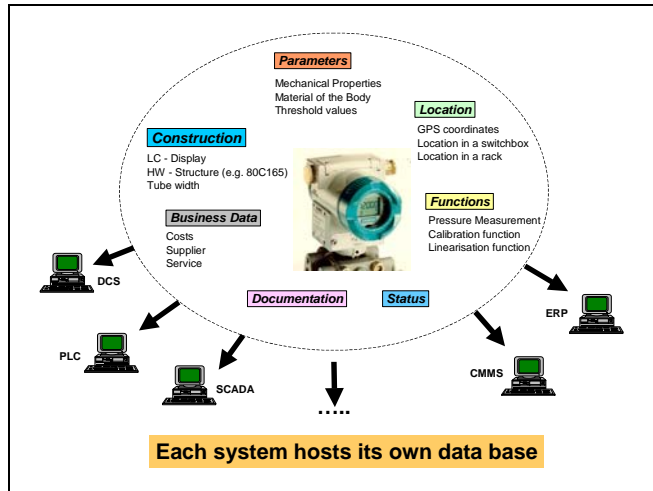 Parameters
Mechanical Properties
Material of the Body
Threshold values
Location
GPS coordinates
Location in a switchbox
Location in a rack
Construction
LC - Display
HW - Structure (e.g. 80C165)
Tube width
Functions
Pressure Measurement
Calibration function
Linearisation function
Business Data
Costs
Supplier
Service
Documentation
Status
DCS
PLC
SCADA
.....
CMMS
ERP
Each system hosts its own data base